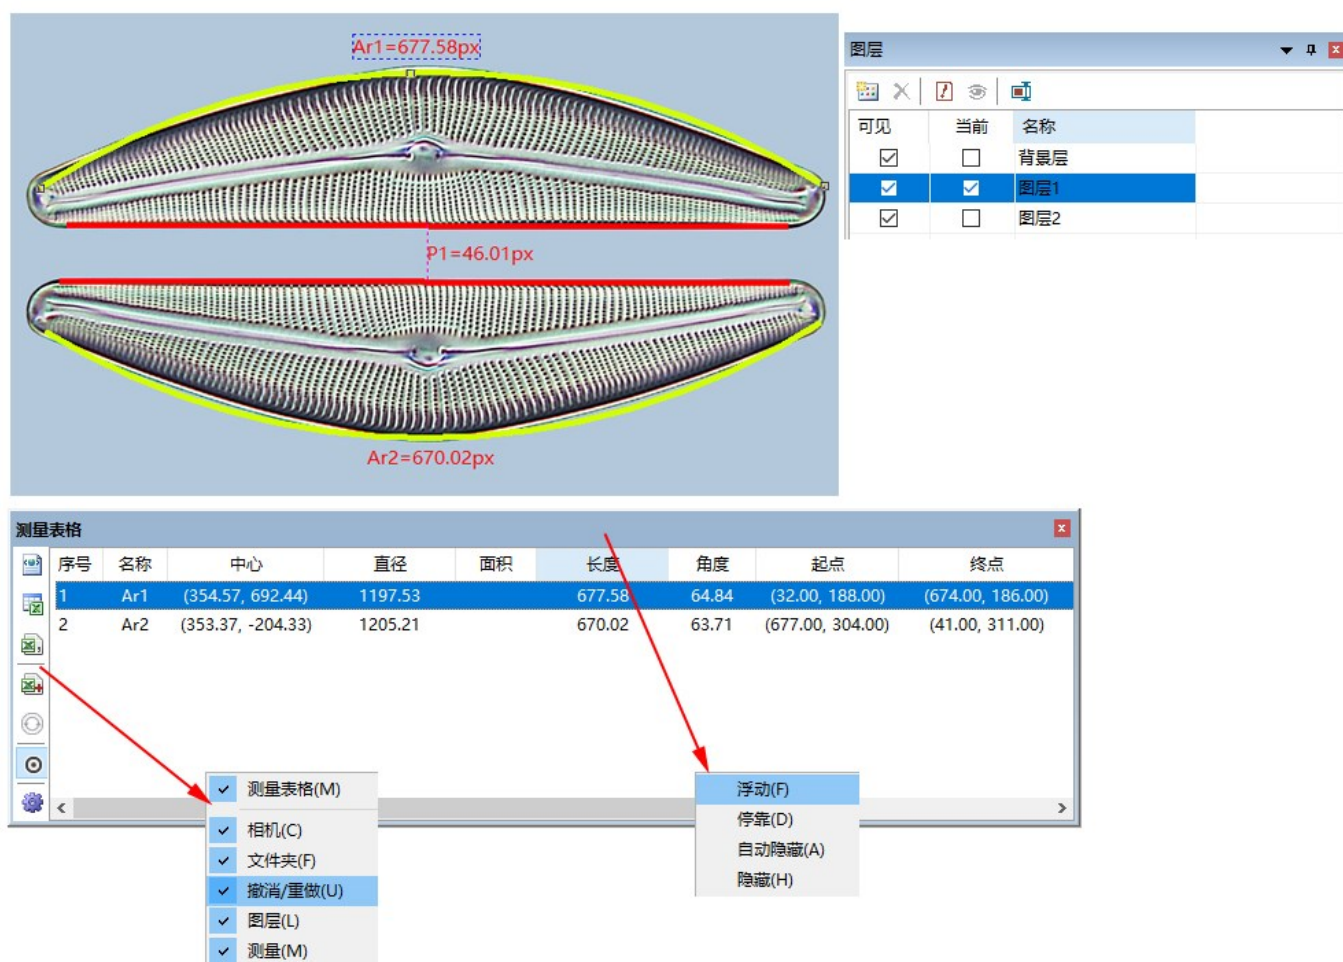 Ar1=677.58px
P1=46.01px
Ar2=670.02px
图层
可见 当前 名称
背景层
图层1
图层2
测量表格
序号 名称 中心 直径 面积 长度 角度 起点 终点
1 Ar1 (354.57, 692.44) 1197.53 677.58 64.84 (32.00, 188.00) (674.00, 186.00)
2 Ar2 (353.37, -204.33) 1205.21 670.02 63.71 (677.00, 304.00) (41.00, 311.00)
测量表格(M)
相机(C)
文件夹(F)
撤消/重做(U)
图层(L)
测量(M)
浮动(F)
停靠(D)
自动隐藏(A)
隐藏(H)